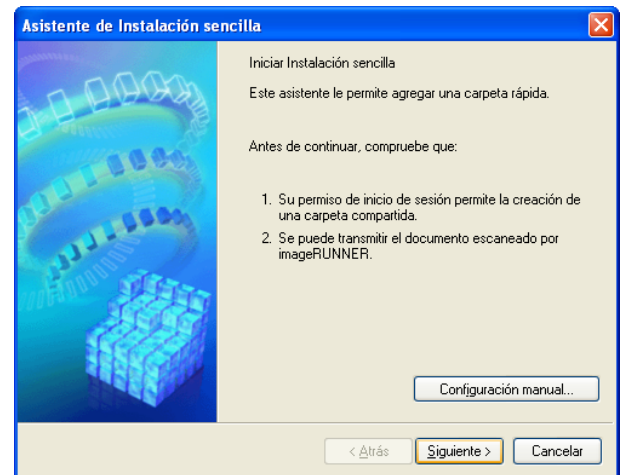 Asistente de Instalación sencilla
Iniciar Instalación sencilla
Este asistente le permite agregar una carpeta rápida.
Antes de continuar, compruebe que:
1. Su permiso de inicio de sesión permite la creación de
una carpeta compartida.
2. Se puede transmitir el documento escaneado por
imageRUNNER.
Configuración manual...
< Atrás
Siguiente >
Cancelar